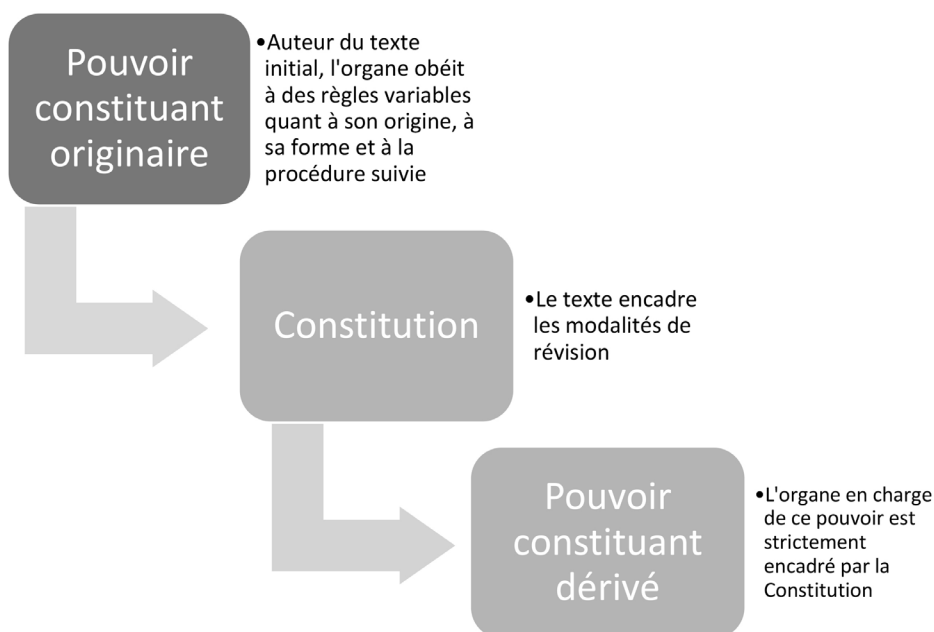 Pouvoir
constituant
originaire
•Auteur du texte
initial, l'organe obéit
à des règles variables
quant à son origine, à
sa forme et à la
procédure suivie
Constitution
•Le texte encadre
les modalités de
révision
Pouvoir
constituant
dérivé
•L'organe en charge
de ce pouvoir est
strictement
encadré par la
Constitution